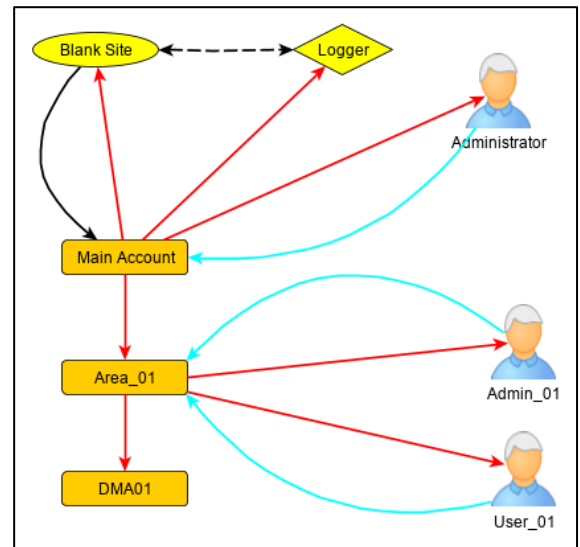 Blank Site
Logger
Administrator
Main Account
Area_01
Admin_01
DMA01
User_01